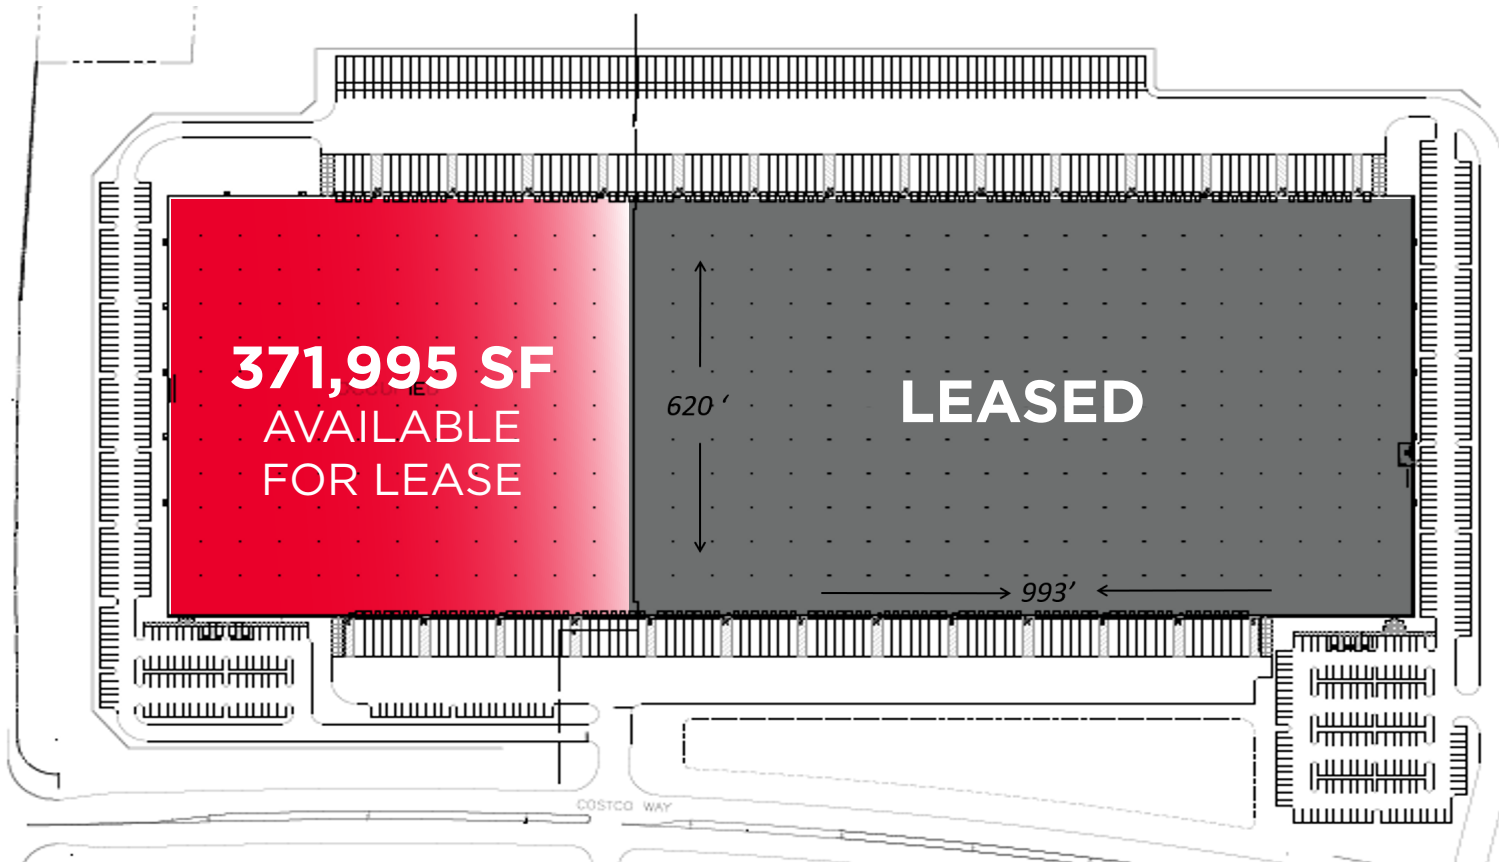 371,995 SF
AVAILABLE
FOR LEASE
620 ‘
LEASED
993’
COSTCO WAY